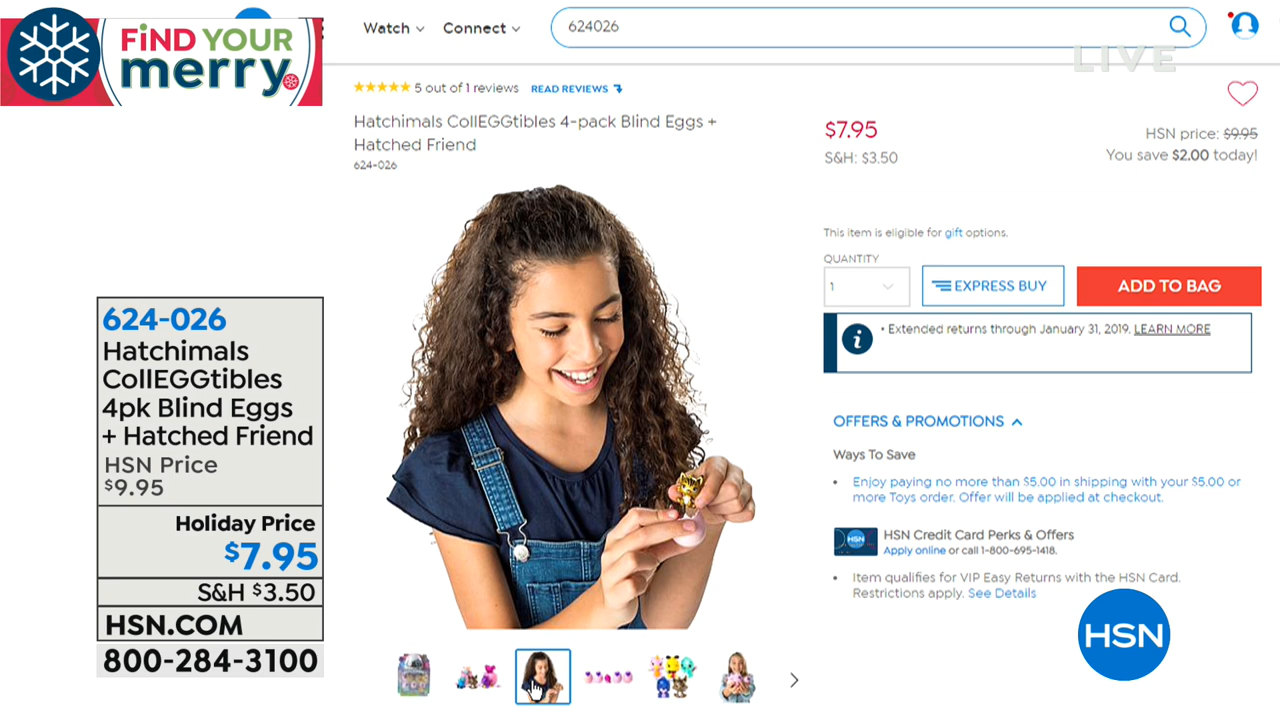 FiND YOUR
merry.
Watch
Connect
624026
LIVE
5 out of 1 reviews
READ REVIEWS
Hatchimals CollEGGtibles 4-pack Blind Eggs +
Hatched Friend
624-026
$7.95
HSN price: $9.95
S&H: $3.50
You save $2.00 today!
This item is eligible for gift options.
QUANTITY
1
EXPRESS BUY
ADD TO BAG
• Extended returns through January 31, 2019. LEARN MORE
OFFERS & PROMOTIONS
Ways To Save
• Enjoy paying no more than $5.00 in shipping with your $5.00 or
more Toys order. Offer will be applied at checkout.
HSN
HSN Credit Card Perks & Offers
Apply online or call 1-800-695-1418.
• Item qualifies for VIP Easy Returns with the HSN Card.
Restrictions apply. See Details
HSN
624-026
Hatchimals
CollEGGtibles
4pk Blind Eggs
+ Hatched Friend
HSN Price
$9.95
Holiday Price
$7.95
S&H $3.50
HSN.COM
800-284-3100